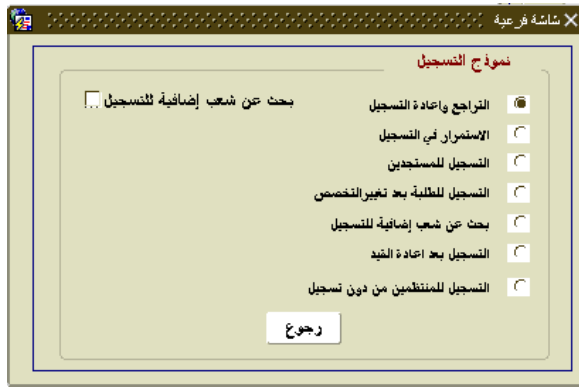 شاشة فرعية
نموذج التسجيل
التراجع واعادة التسجيل
بحث عن شعب إضافية للتسجيل
الاستمرار في التسجيل
التسجيل للمستجدين
التسجيل للطلبة بعد تغيير التخصص
بحث عن شعب إضافية للتسجيل
التسجيل بعد اعادة القيد
التسجيل للمنتظمين من دون تسجيل
رجوع